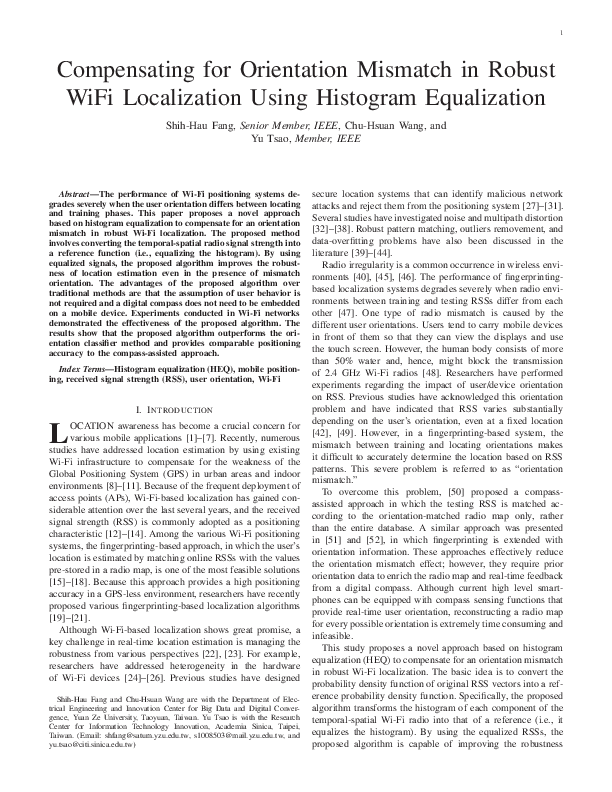 1
Compensating for Orientation Mismatch in Robust
WiFi Localization Using Histogram Equalization
Shih-Hau Fang, Senior Member, IEEE, Chu-Hsuan Wang, and
Yu Tsao, Member, IEEE
Abstract—The performance of Wi-Fi positioning systems de-
grades severely when the user orientation differs between locating
and training phases. This paper proposes a novel approach
based on histogram equalization to compensate for an orientation
mismatch in robust Wi-Fi localization. The proposed method
involves converting the temporal-spatial radio signal strength into
a reference function (i.e., equalizing the histogram). By using
equalized signals, the proposed algorithm improves the robust-
ness of location estimation even in the presence of mismatch
orientation. The advantages of the proposed algorithm over
traditional methods are that the assumption of user behavior is
not required and a digital compass does not need to be embedded
on a mobile device. Experiments conducted in Wi-Fi networks
demonstrated the effectiveness of the proposed algorithm. The
results show that the proposed algorithm outperforms the ori-
entation classifier method and provides comparable positioning
accuracy to the compass-assisted approach.
Index Terms—Histogram equalization (HEQ), mobile position-
ing, received signal strength (RSS), user orientation, Wi-Fi
I. INTRODUCTION
LOCATION awareness has become a crucial concern for
various mobile applications [1]–[7]. Recently, numerous
studies have addressed location estimation by using existing
Wi-Fi infrastructure to compensate for the weakness of the
Global Positioning System (GPS) in urban areas and indoor
environments [8]–[11]. Because of the frequent deployment of
access points (APs), Wi-Fi-based localization has gained con-
siderable attention over the last several years, and the received
signal strength (RSS) is commonly adopted as a positioning
characteristic [12]–[14]. Among the various Wi-Fi positioning
systems, the fingerprinting-based approach, in which the user's
location is estimated by matching online RSSs with the values
pre-stored in a radio map, is one of the most feasible solutions
[15]–[18]. Because this approach provides a high positioning
accuracy in a GPS-less environment, researchers have recently
proposed various fingerprinting-based localization algorithms
[19]–[21].
Although Wi-Fi-based localization shows great promise, a
key challenge in real-time location estimation is managing the
robustness from various perspectives [22], [23]. For example,
researchers have addressed heterogeneity in the hardware
of Wi-Fi devices [24]–[26]. Previous studies have designed
Shih-Hau Fang and Chu-Hsuan Wang are with the Department of Elec-
trical Engineering and Innovation Center for Big Data and Digital Conver-
gence, Yuan Ze University, Taoyuan, Taiwan. Yu Tsao is with the Research
Center for Information Technology Innovation, Academia Sinica, Taipei,
Taiwan. (Email: shfang@saturn.yzu.edu.tw, s1008503@mail.yzu.edu.tw, and
yu.tsao@citi.sinica.edu.tw)
secure location systems that can identify malicious network
attacks and reject them from the positioning system [27]–[31].
Several studies have investigated noise and multipath distortion
[32]–[38]. Robust pattern matching, outliers removement, and
data-overfitting problems have also been discussed in the
literature [39]–[44].
Radio irregularity is a common occurrence in wireless envi-
ronments [40], [45], [46]. The performance of fingerprinting-
based localization systems degrades severely when radio envi-
ronments between training and testing RSSs differ from each
other [47]. One type of radio mismatch is caused by the
different user orientations. Users tend to carry mobile devices
in front of them so that they can view the displays and use
the touch screen. However, the human body consists of more
than 50% water and, hence, might block the transmission
of 2.4 GHz Wi-Fi radios [48]. Researchers have performed
experiments regarding the impact of user/device orientation
on RSS. Previous studies have acknowledged this orientation
problem and have indicated that RSS varies substantially
depending on the user's orientation, even at a fixed location
[42], [49]. However, in a fingerprinting-based system, the
mismatch between training and locating orientations makes
it difficult to accurately determine the location based on RSS
patterns. This severe problem is referred to as “orientation
mismatch.”
To overcome this problem, [50] proposed a compass-
assisted approach in which the testing RSS is matched ac-
cording to the orientation-matched radio map only, rather
than the entire database. A similar approach was presented
in [51] and [52], in which fingerprinting is extended with
orientation information. These approaches effectively reduce
the orientation mismatch effect; however, they require prior
orientation data to enrich the radio map and real-time feedback
from a digital compass. Although current high level smart-
phones can be equipped with compass sensing functions that
provide real-time user orientation, reconstructing a radio map
for every possible orientation is extremely time consuming and
infeasible.
This study proposes a novel approach based on histogram
equalization (HEQ) to compensate for an orientation mismatch
in robust Wi-Fi localization. The basic idea is to convert the
probability density function of original RSS vectors into a ref-
erence probability density function. Specifically, the proposed
algorithm transforms the histogram of each component of the
temporal-spatial Wi-Fi radio into that of a reference (i.e., it
equalizes the histogram). By using the equalized RSSs, the
proposed algorithm is capable of improving the robustness